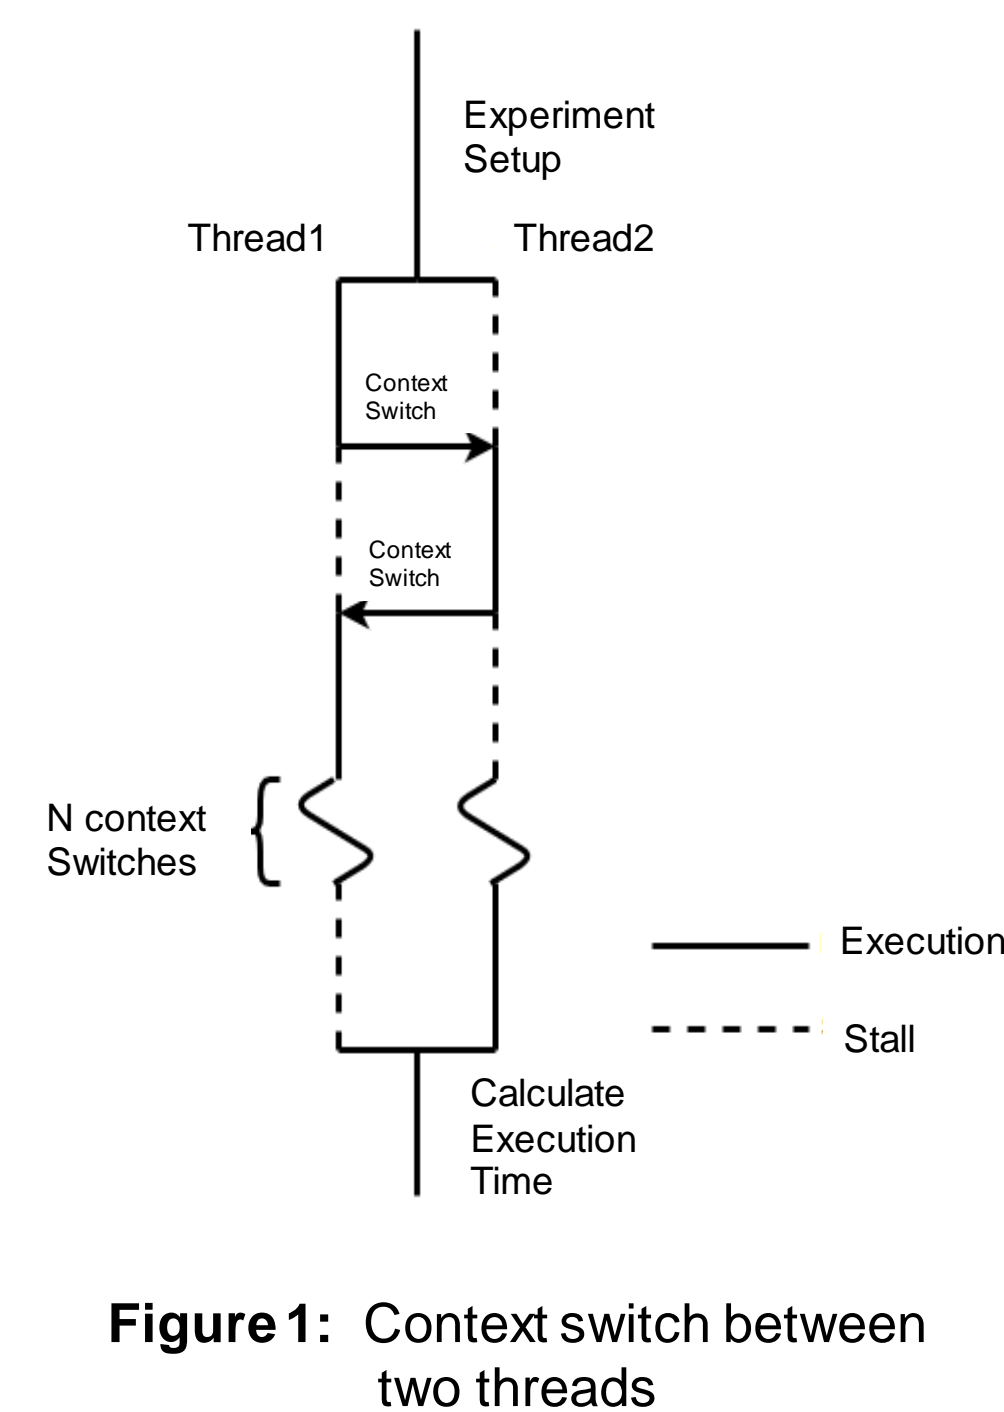 Experiment
Setup
Thread1
Thread2
Context
Switch
Context
Switch
N context
Switches
Execution
Stall
Calculate
Execution
Time
Figure 1: Context switch between
two threads